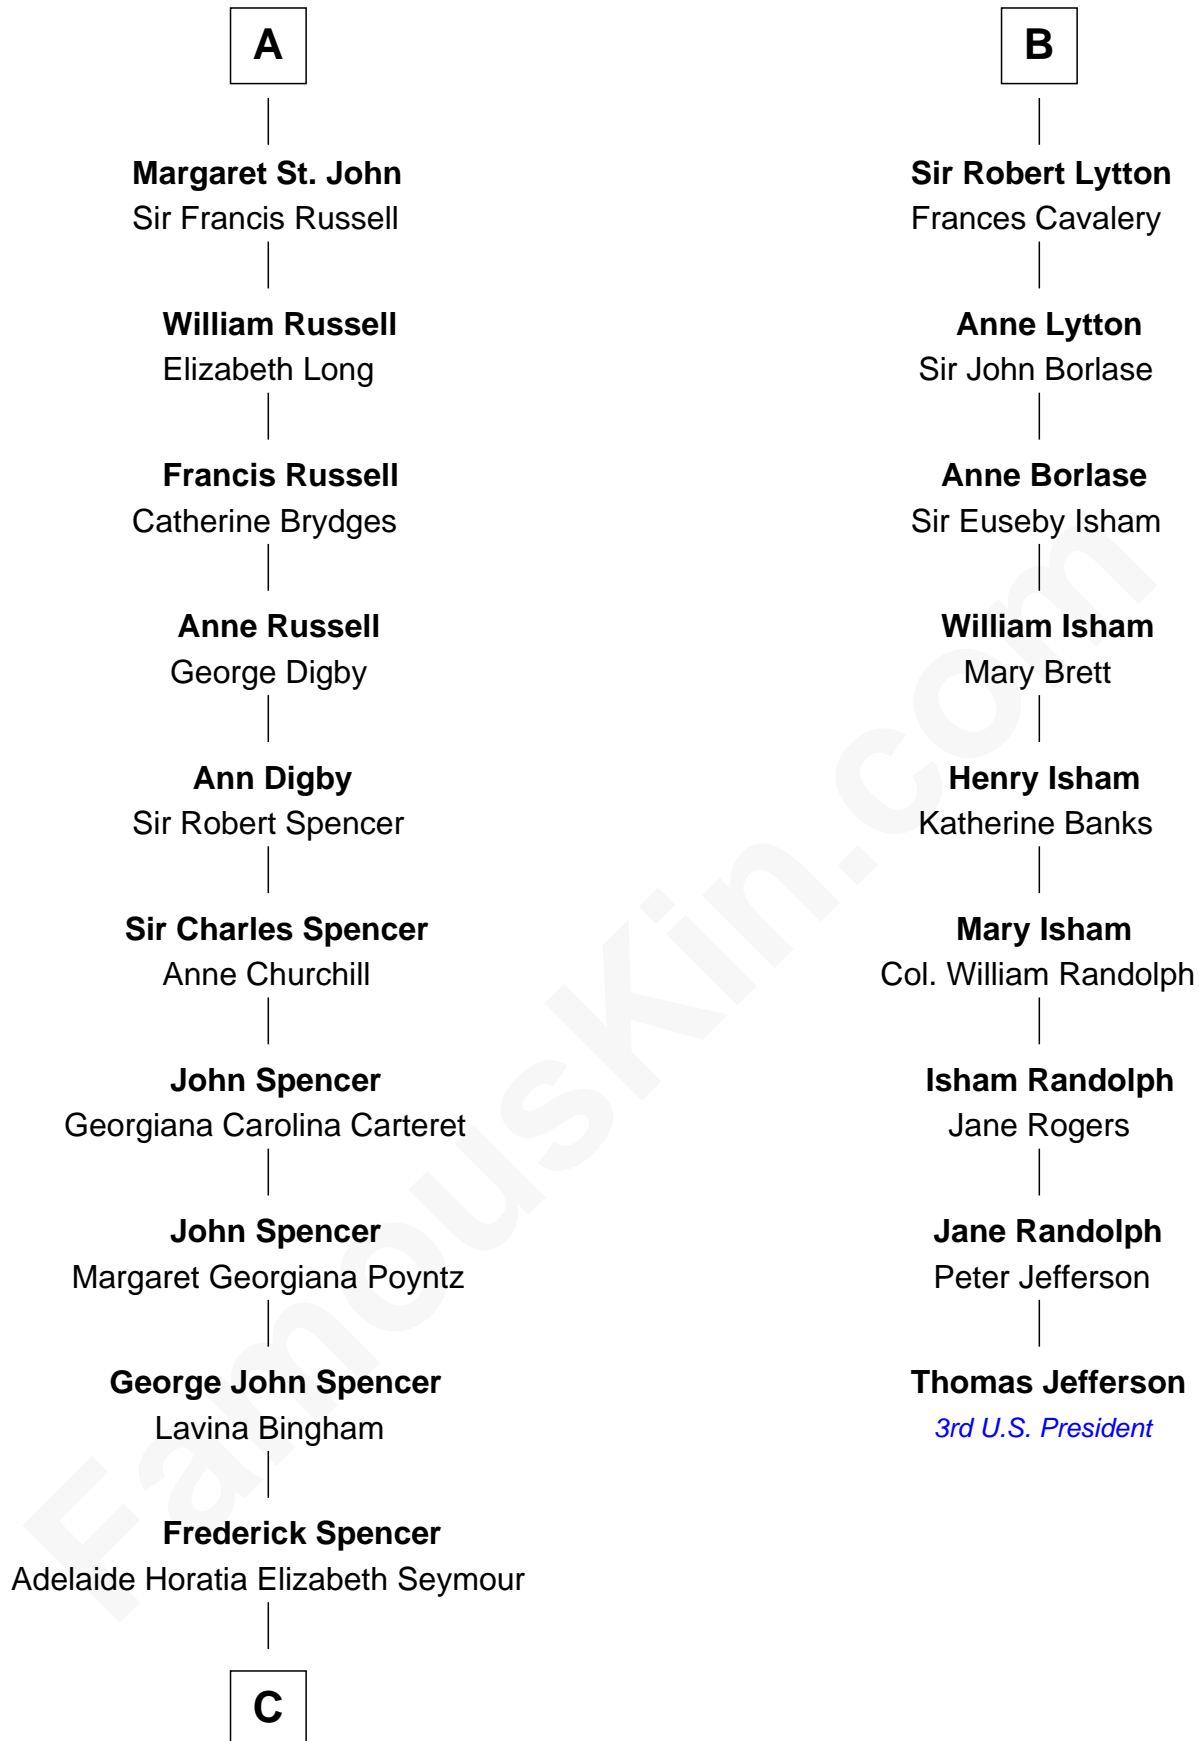 A
Margaret St. John
Sir Francis Russell
William Russell
Elizabeth Long
Francis Russell
Catherine Brydges
Anne Russell
George Digby
Ann Digby
Sir Robert Spencer
Sir Charles Spencer
Anne Churchill
John Spencer
Georgiana Carolina Carteret
John Spencer
Margaret Georgiana Poyntz
George John Spencer
Lavina Bingham
Frederick Spencer
Adelaide Horatia Elizabeth Seymour
C
B
Sir Robert Lytton
Frances Cavalery
Anne Lytton
Sir John Borlase
Anne Borlase
Sir Euseby Isham
William Isham
Mary Brett
Henry Isham
Katherine Banks
Mary Isham
Col. William Randolph
Isham Randolph
Jane Rogers
Jane Randolph
Peter Jefferson
Thomas Jefferson
3rd U.S. President
FamousKin.com